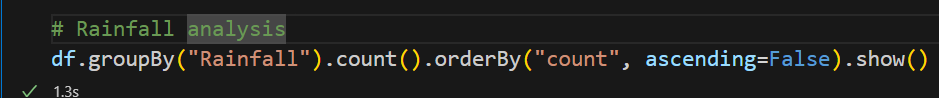 # Rainfall analysis
df.groupBy("Rainfall").count().orderBy("count", ascending=False).show()
1.3s